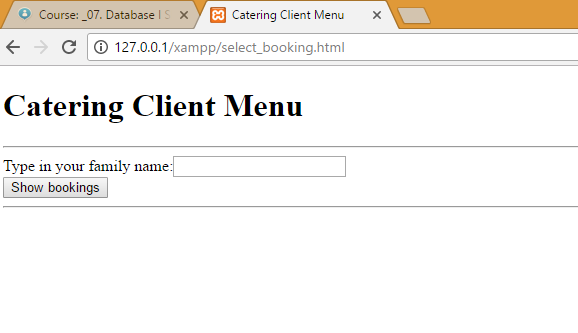 Course: _07. Database I S
Catering Client Menu
127.0.0.1/xampp/select_booking.html
Catering Client Menu
Type in your family name:
Show bookings